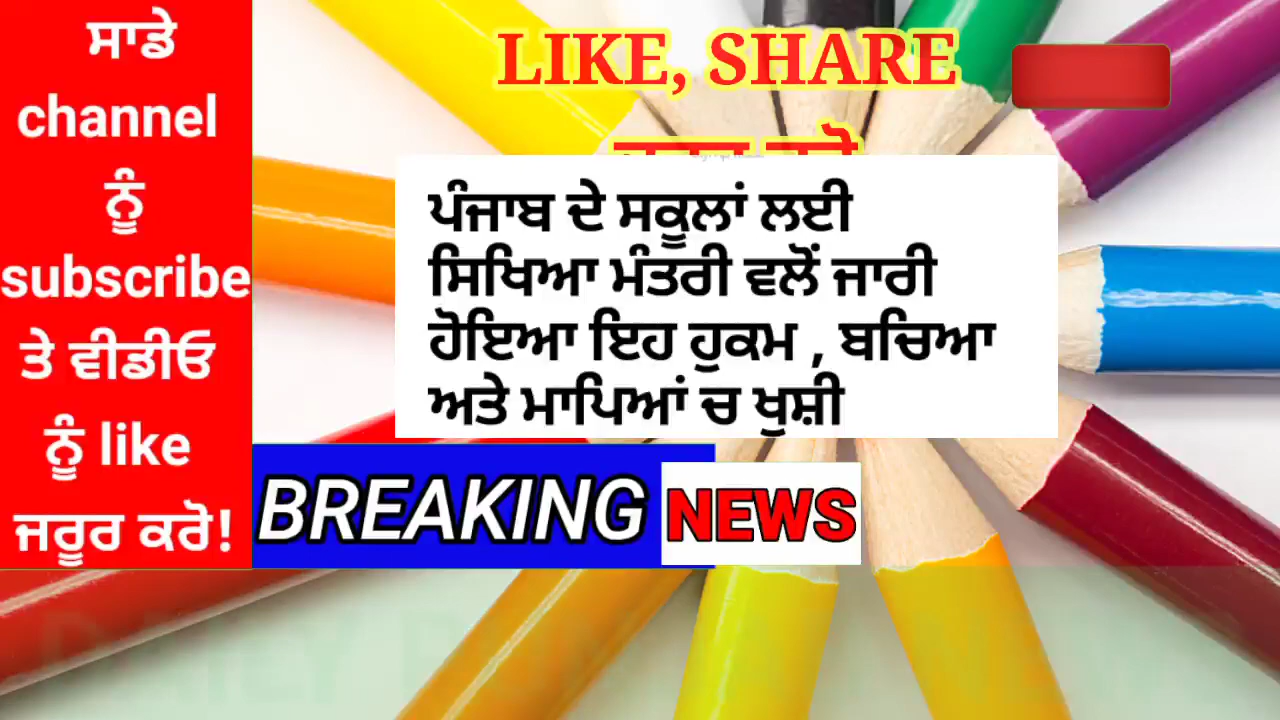 ਸਾਡੇ
channel
ਨੂੰ
subscribe
ਤੇ ਵੀਡੀਓ
ਨੂੰ like
ਜਰੂਰ ਕਰੋ!
LIKE, SHARE
ਪੰਜਾਬ ਦੇ ਸਕੂਲਾਂ ਲਈ
ਸਿਖਿਆ ਮੰਤਰੀ ਵਲੋਂ ਜਾਰੀ
ਹੋਇਆ ਇਹ ਹੁਕਮ , ਬਚਿਆ
ਅਤੇ ਮਾਪਿਆਂ ਚ ਖੁਸ਼ੀ
BREAKING NEWS